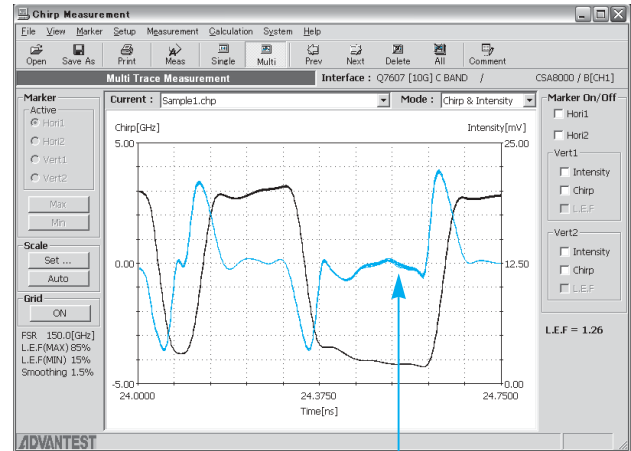 Chirp Measurement
File View Marker Setup Measurement Calculation System Help
Open Save As Print Meas Single Multi Prev Next Delete All Comment
Multi Trace Measurement Interface : Q7607 [10G] C BAND / CSA8000 / B[CH1]
Marker
Active
Hori1
Hori2
Vert1
Vert2
Max
Min
Scale
Set ...
Auto
Grid
ON
FSR 150.0[GHz]
L.E.F(MAX) 85%
L.E.F(MIN) 15%
Smoothing 1.5%
Current : Sample1.chp Mode : Chirp & Intensity
Chirp[GHz] Intensity[mV]
5.00 25.00
0.00 12.50
-5.00 0.00
24.0000 24.3750 24.7500
Time[ns]
Marker On/Off
Hori1
Hori2
Vert1
Intensity
Chirp
L.E.F
Vert2
Intensity
Chirp
L.E.F
L.E.F = 1.26
ADVANTEST